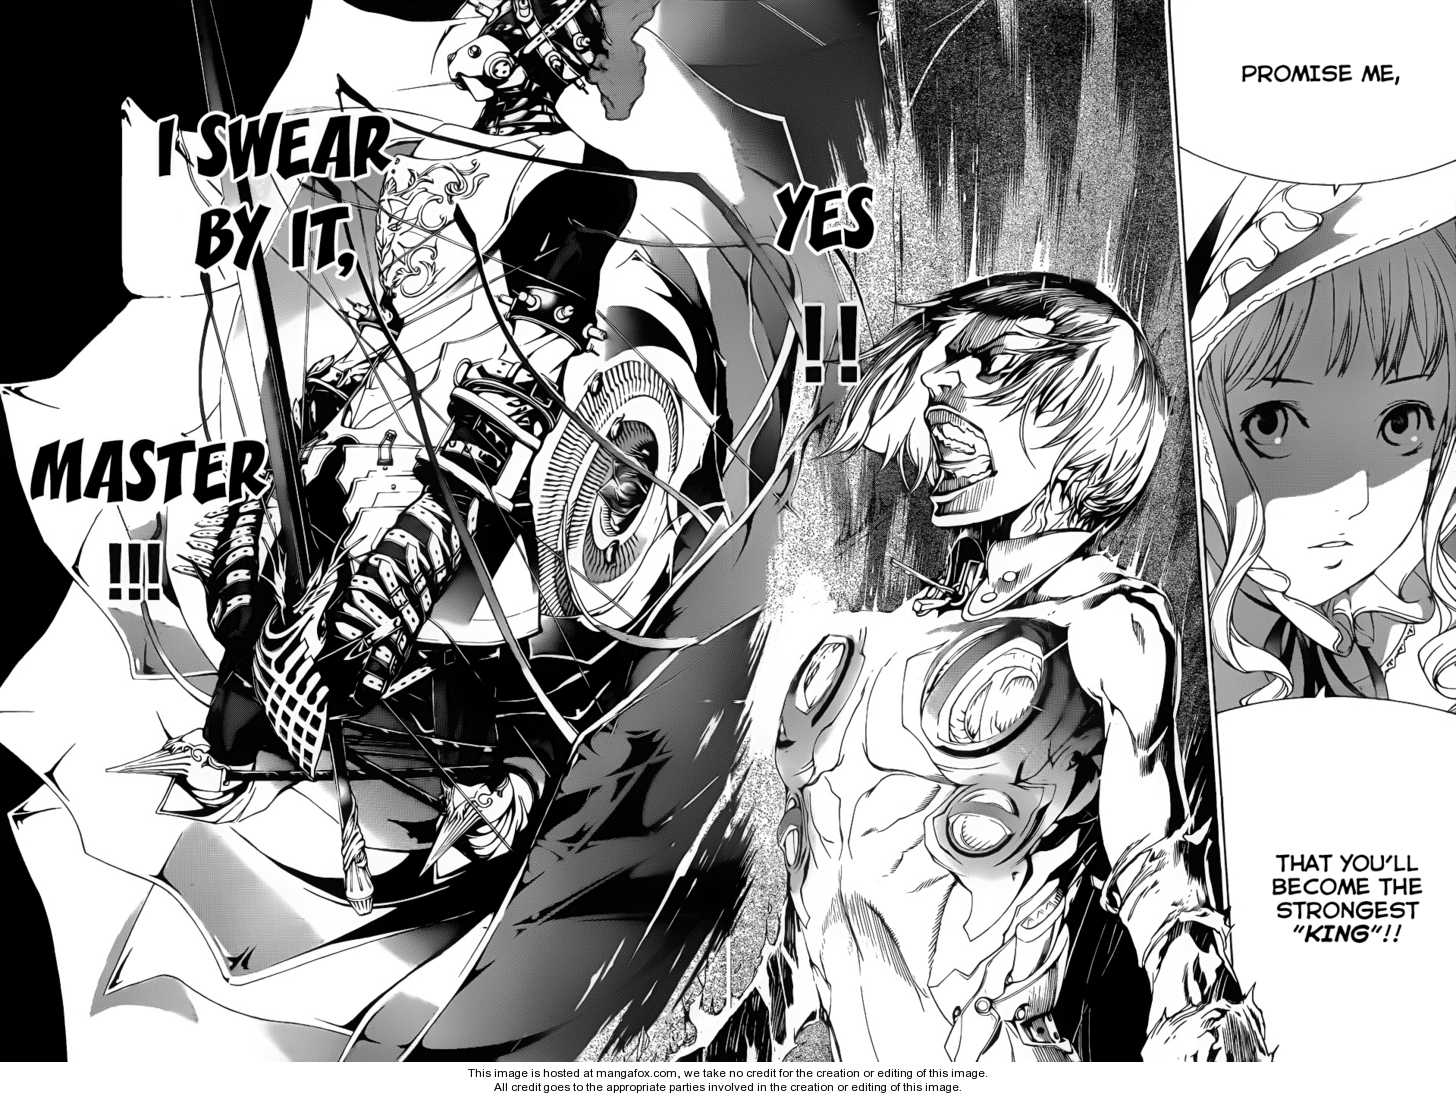 PROMISE ME,
THAT YOU'LL
BECOME THE
STRONGEST
"KING"!!
YES
!!
I SWEAR
BY IT,
MASTER
!!!
This image is hosted at mangafox.com, we take no credit for the creation or editing of this image.
All credit goes to the appropriate parties involved in the creation or editing of this image.